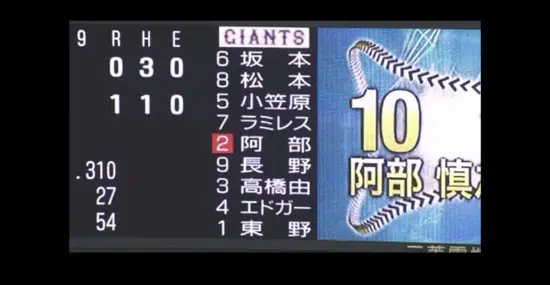 9 R H E
0 3 0
1 1 0
.310
27
54
GIANTS
6 坂本
8 松本
5 小笠原
7 ラミレス
2 阿部
9 長野
3 高橋由
4 エドガー
1 東野
10
阿部 慎